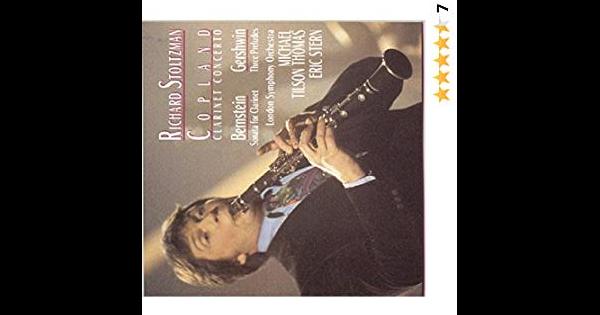 RICHARD STOLTZMAN
COPLAND
CLARINET CONCERTO
Bernstein
Sonata for Clarinet
Gershwin
Three Preludes
London Symphony Orchestra
MICHAEL
TILSON THOMAS
ERIC STERN
7